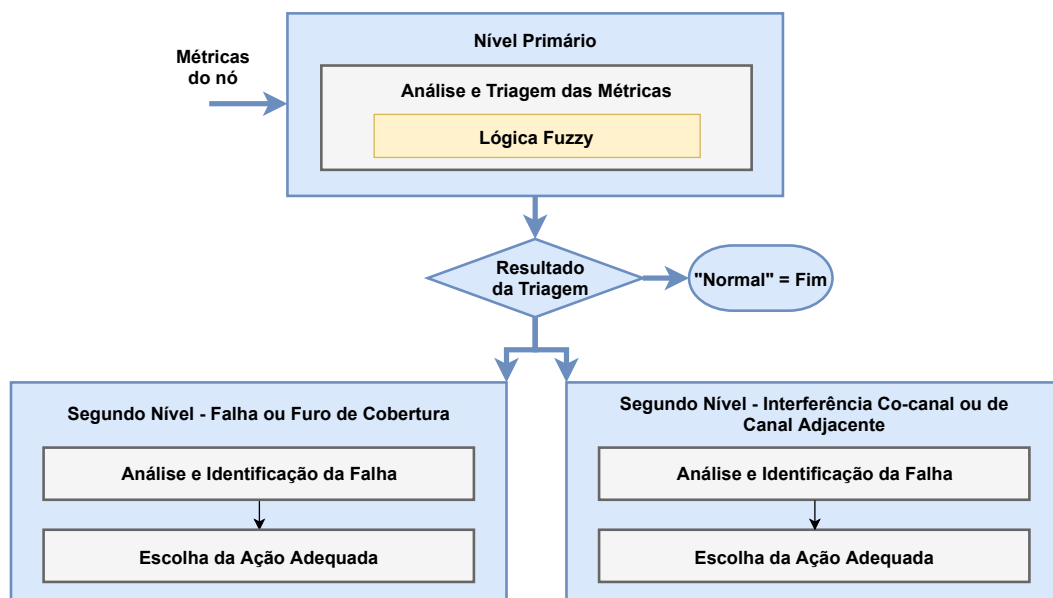 Nível Primário
Métricas
do nó
Análise e Triagem das Métricas
Lógica Fuzzy
Resultado
da Triagem
"Normal" = Fim
Segundo Nível - Falha ou Furo de Cobertura
Análise e Identificação da Falha
Escolha da Ação Adequada
Segundo Nível - Interferência Co-canal ou de
Canal Adjacente
Análise e Identificação da Falha
Escolha da Ação Adequada